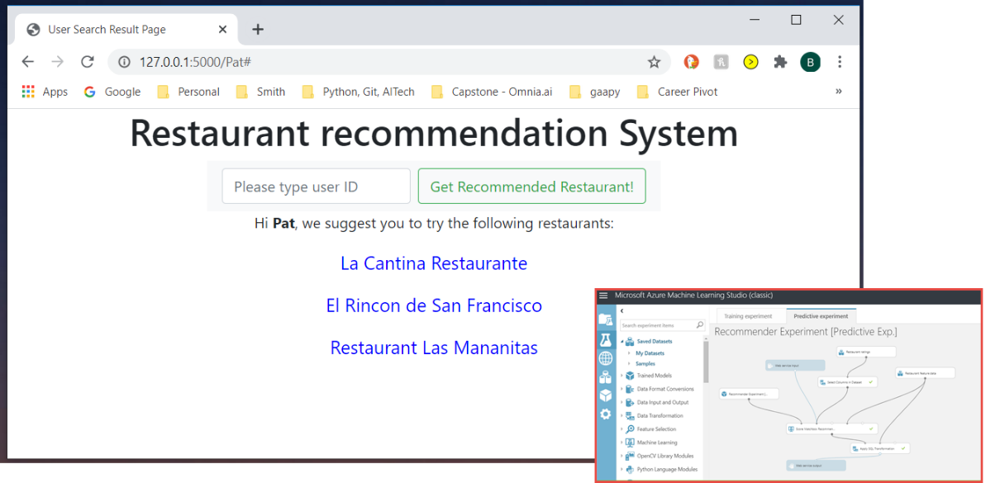 User Search Result Page
127.0.0.1:5000/Pat#
B
Apps Google Personal Smith Python, Git, AITech Capstone - Omnia.ai gaapy Career Pivot »
Restaurant recommendation System
Please type user ID Get Recommended Restaurant!
Hi Pat, we suggest you to try the following restaurants:
La Cantina Restaurante
El Rincon de San Francisco
Restaurant Las Mananitas
Microsoft Azure Machine Learning Studio (classic)
Search experiment items
Saved Datasets
My Datasets
Samples
Trained Models
Data Format Conversions
Data Input and Output
Data Transformation
Feature Selection
Machine Learning
OpenCV Library Modules
Python Language Modules
Training experiment Predictive experiment
Recommender Experiment [Predictive Exp.]
Restaurant ratings
Web service input
Restaurant feature data
Select Columns in Dataset
Recommender Experiment [...
Score Matchbox Recommen...
Apply SQL Transformation
Web service output